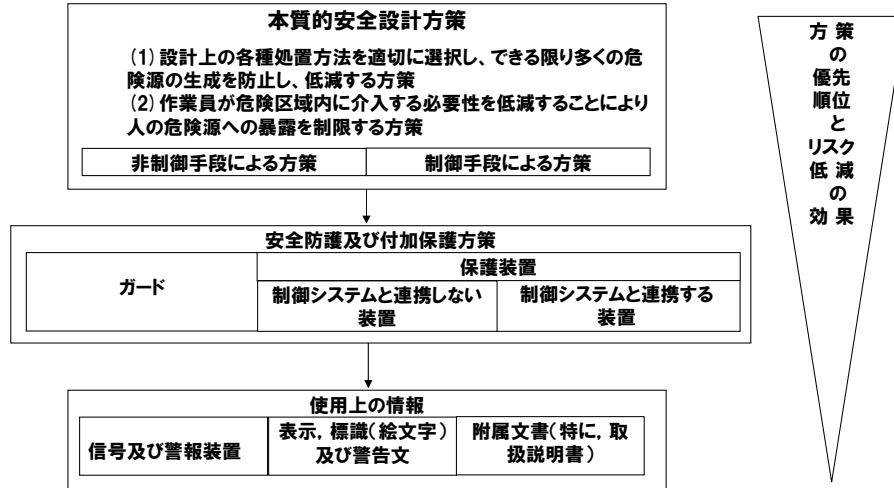 本質的安全設計方策
(1) 設計上の各種処置方法を適切に選択し、できる限り多くの危
険源の生成を防止し、低減する方策
(2) 作業員が危険区域内に介入する必要性を低減することにより
人の危険源への暴露を制限する方策
非制御手段による方策
制御手段による方策
安全防護及び付加保護方策
ガード
保護装置
制御システムと連携しない
装置
制御システムと連携する
装置
使用上の情報
信号及び警報装置
表示，標識（絵文字）
及び警告文
附属文書（特に，取
扱説明書）
方策
の
優先
順位
と
リスク
低減
の
効果